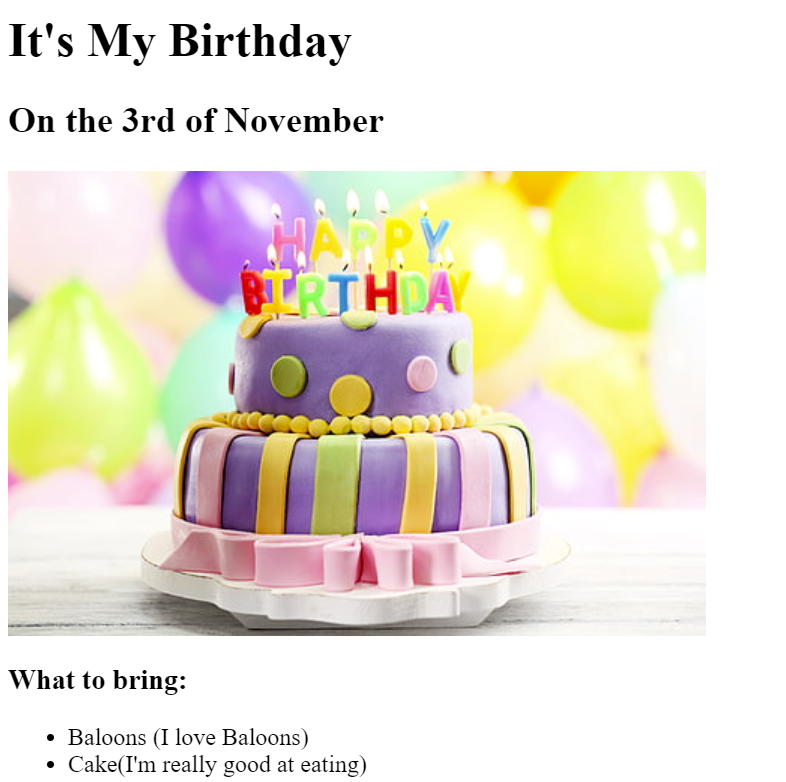 It's My Birthday
On the 3rd of November
HAPPY
BIRTHDAY
What to bring:
Baloons (I love Baloons)
Cake(I'm really good at eating)